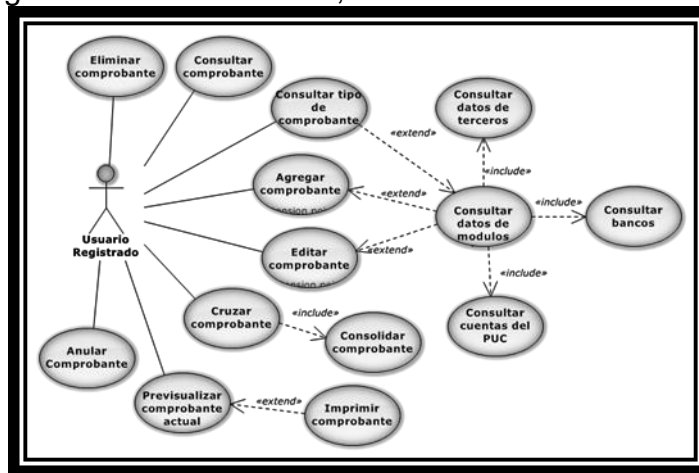 Eliminar
comprobante
Consultar
comprobante
Consultar tipo
de
comprobante
Consultar
datos de
terceros
«extend»
«include»
Agregar
comprobante
«extend»
Consultar
datos de
modulos
«include»
Consultar
bancos
Usuario
Registrado
Editar
comprobante
«extend»
«include»
Cruzar
comprobante
«include»
Consolidar
comprobante
Consultar
cuentas del
PUC
Anular
Comprobante
Previsualizar
comprobante
actual
«extend»
Imprimir
comprobante